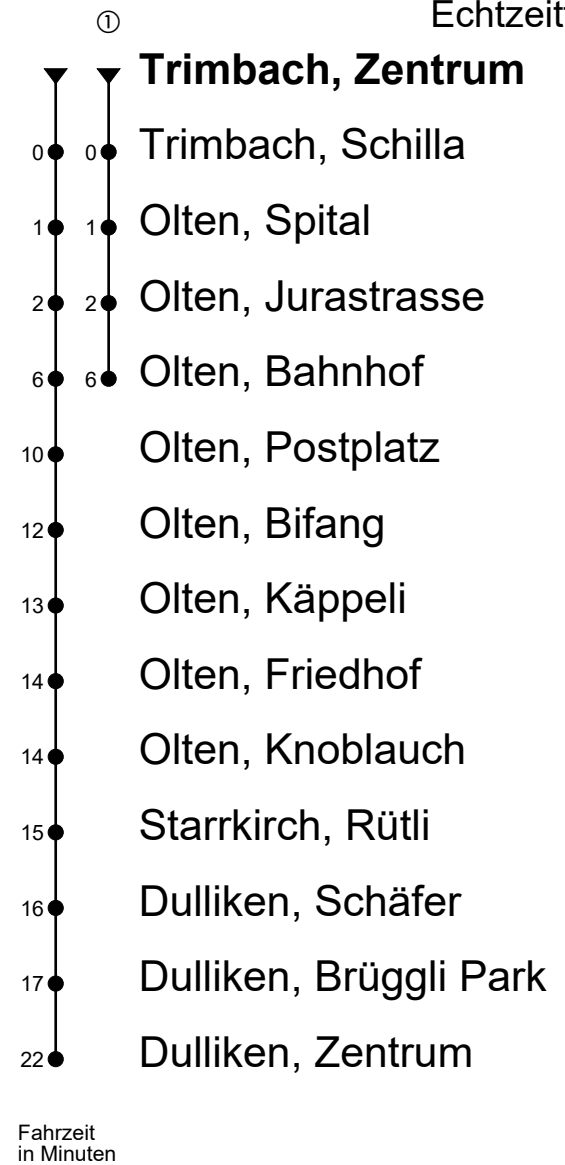 ① Echtzeit
Trimbach, Zentrum
0 0 Trimbach, Schilla
1 1 Olten, Spital
2 2 Olten, Jurastrasse
6 6 Olten, Bahnhof
10 Olten, Postplatz
12 Olten, Bifang
13 Olten, Käppeli
14 Olten, Friedhof
14 Olten, Knoblauch
15 Starrkirch, Rütli
16 Dulliken, Schäfer
17 Dulliken, Brüggli Park
22 Dulliken, Zentrum
Fahrzeit
in Minuten